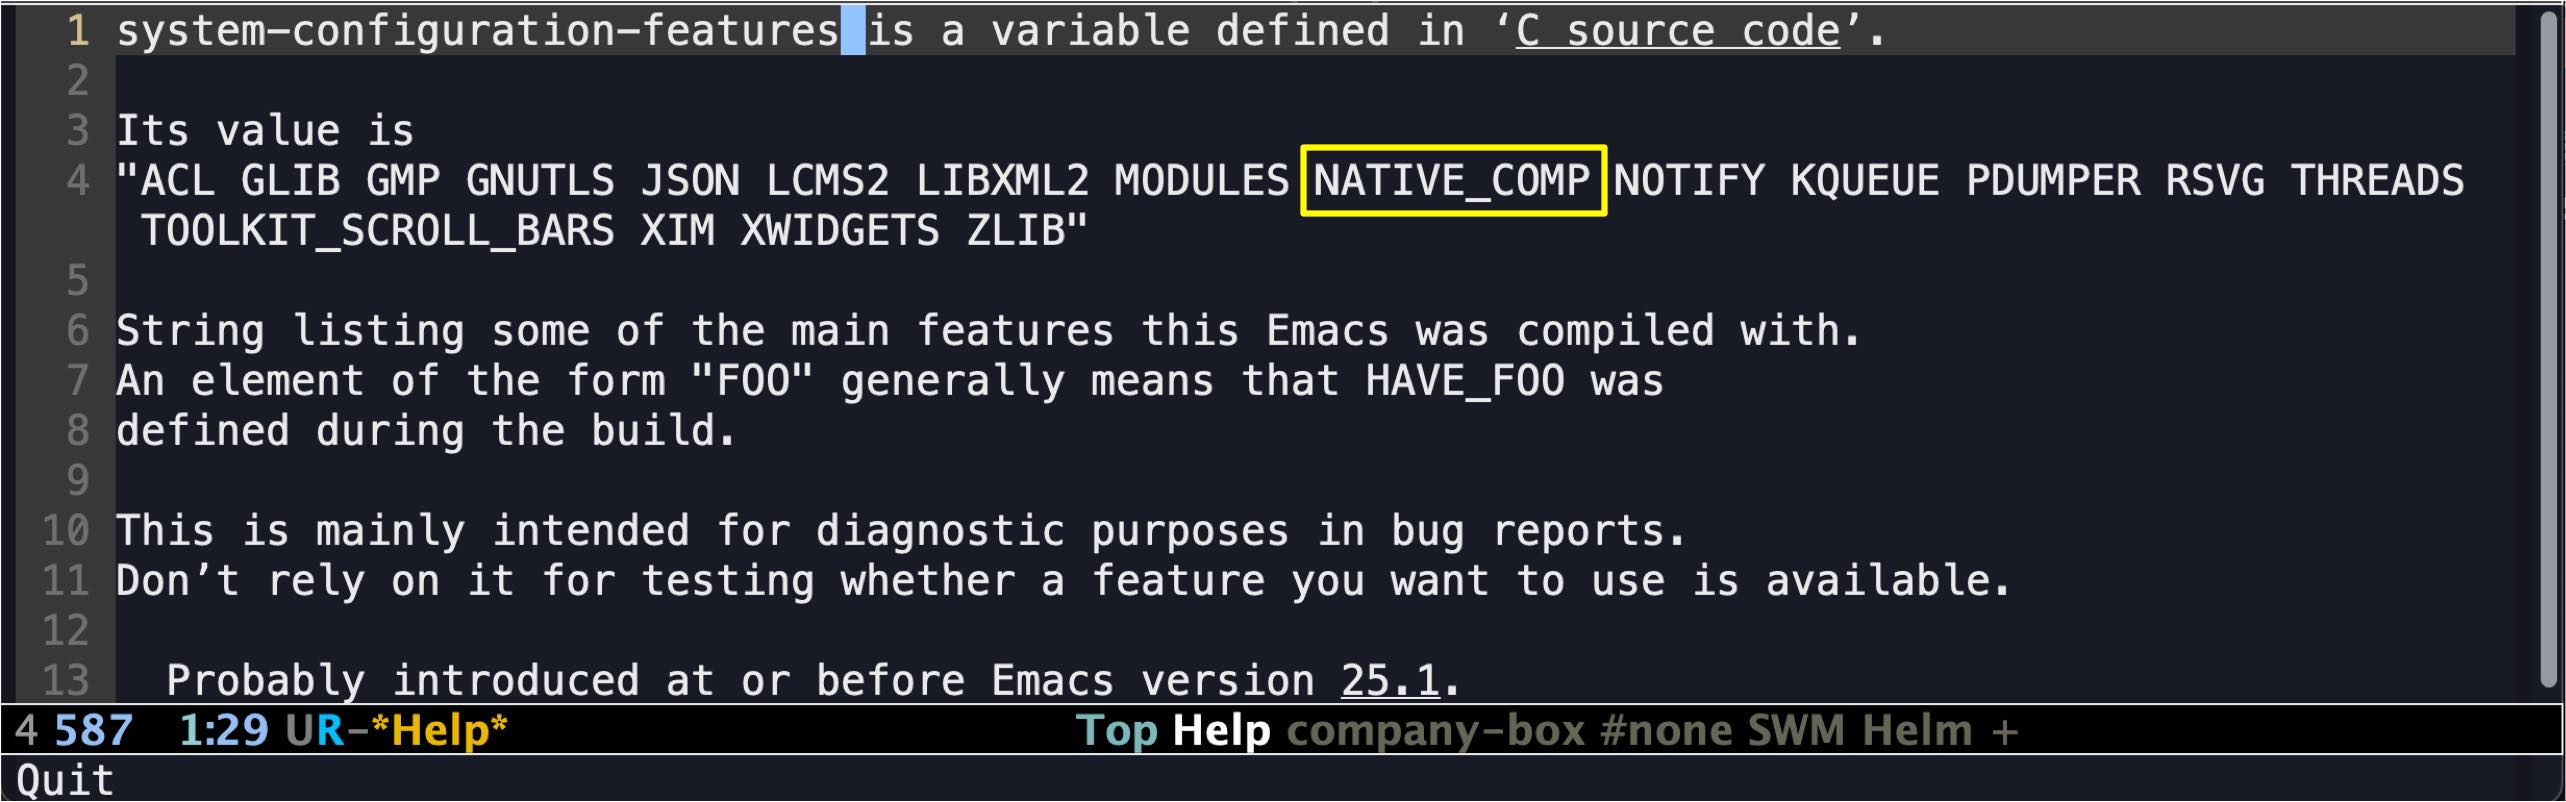 1 system-configuration-features is a variable defined in ‘C source code’.
2
3 Its value is
4 "ACL GLIB GMP GNUTLS JSON LCMS2 LIBXML2 MODULES NATIVE_COMP NOTIFY KQUEUE PDUMPER RSVG THREADS
TOOLKIT_SCROLL_BARS XIM XWIDGETS ZLIB"
5
6 String listing some of the main features this Emacs was compiled with.
7 An element of the form "FOO" generally means that HAVE_FOO was
8 defined during the build.
9
10 This is mainly intended for diagnostic purposes in bug reports.
11 Don’t rely on it for testing whether a feature you want to use is available.
12
13 Probably introduced at or before Emacs version 25.1.
4 587 1:29 UR-*Help* Top Help company-box #none SWM Helm +
Quit